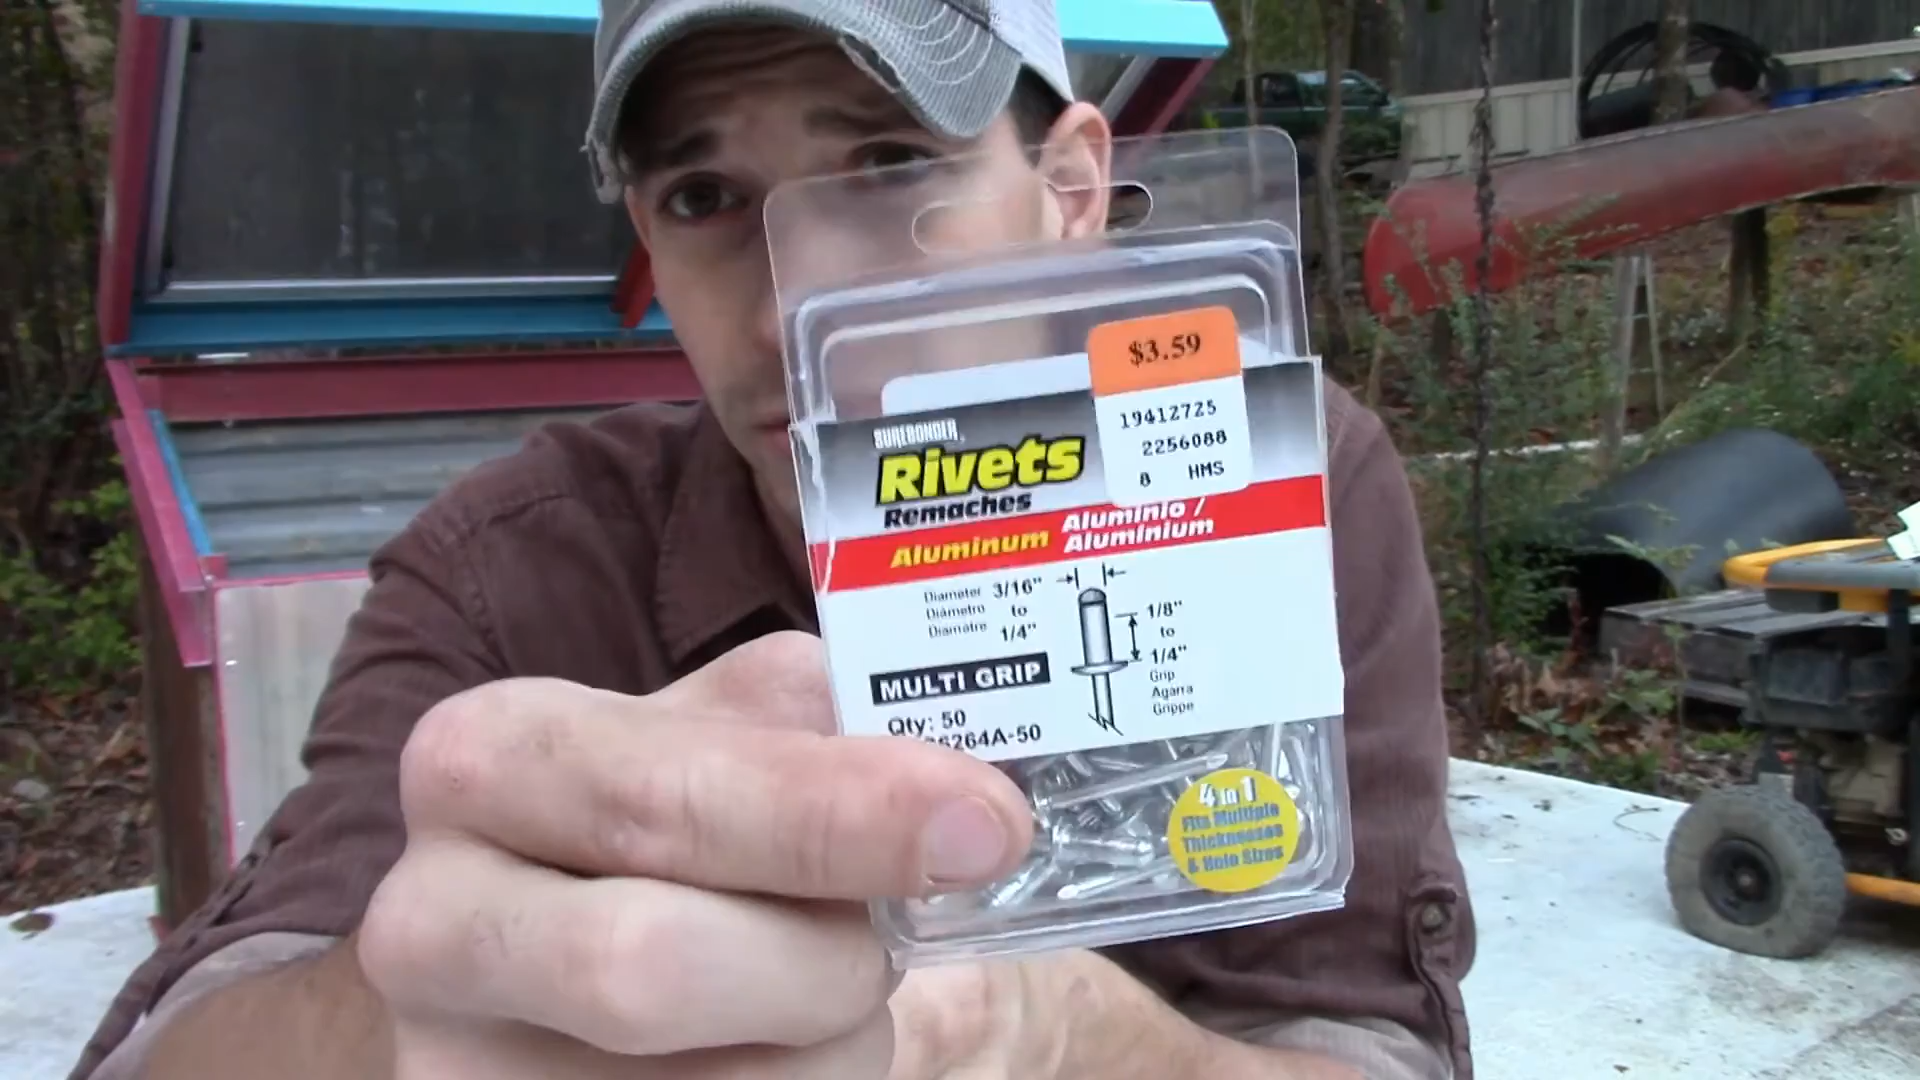 $3.59
19412725
2256088
8 HMS
SUREBONDER
Rivets
Remaches
Aluminum
Aluminio /
Aluminium
Diameter 3/16"
Diámetro to
Diamètre 1/4"
1/8"
to
1/4"
Grip
Agarra
Grippe
MULTI GRIP
Qty: 50
6264A-50
4 in 1
Fits Multiple
Thicknesses
& Hole Sizes